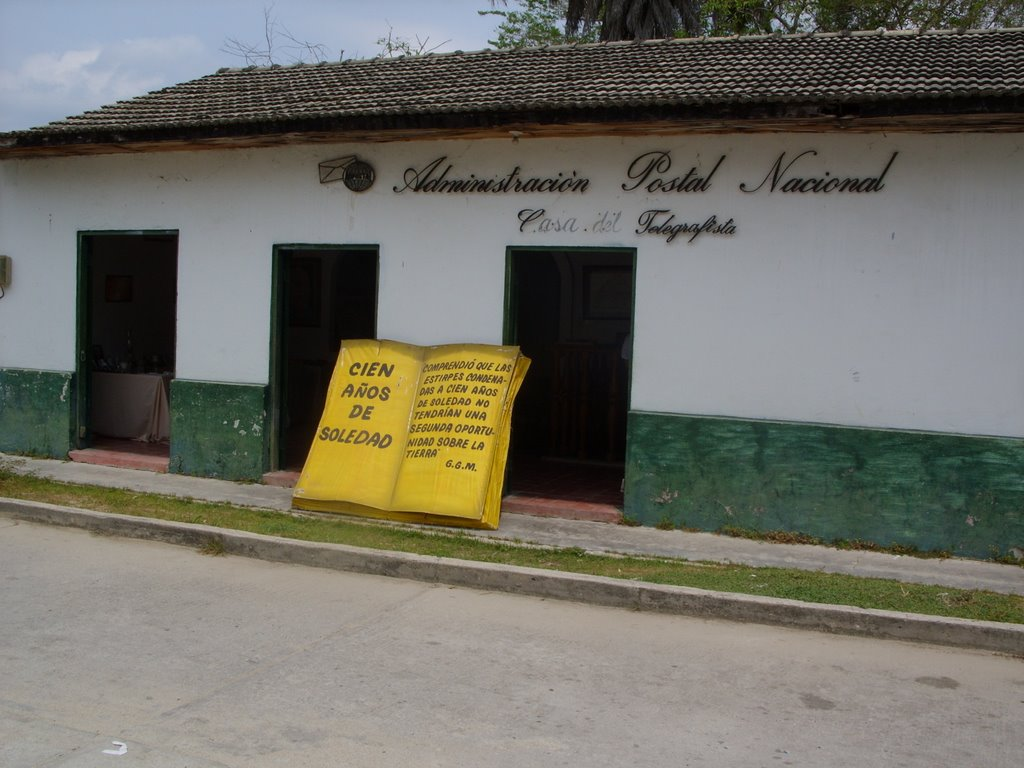 Administración Postal Nacional
Casa del Telegrafista
CIEN
AÑOS
DE
SOLEDAD
COMPRENDIÓ QUE LAS
ESTIRPES CONDENA-
DAS A CIEN AÑOS
DE SOLEDAD NO
TENDRÍAN UNA
SEGUNDA OPORTU-
NIDAD SOBRE LA
TIERRA"
G.G.M.